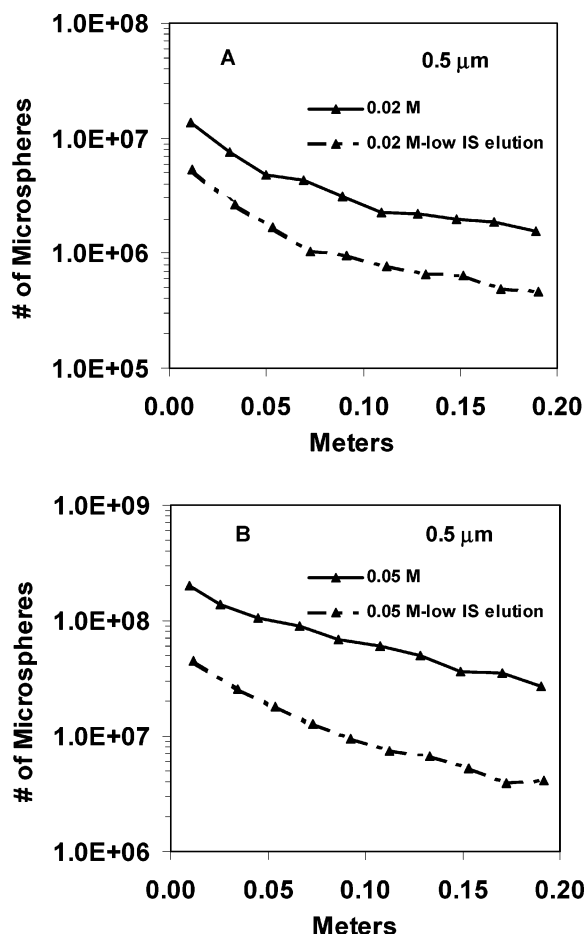 1.0E+08
A 0.5 μm
0.02 M
0.02 M-low IS elution
1.0E+07
1.0E+06
1.0E+05
# of Microspheres
0.00 0.05 0.10 0.15 0.20
Meters
1.0E+09
B 0.5 μm
0.05 M
0.05 M-low IS elution
1.0E+08
1.0E+07
1.0E+06
# of Microspheres
0.00 0.05 0.10 0.15 0.20
Meters